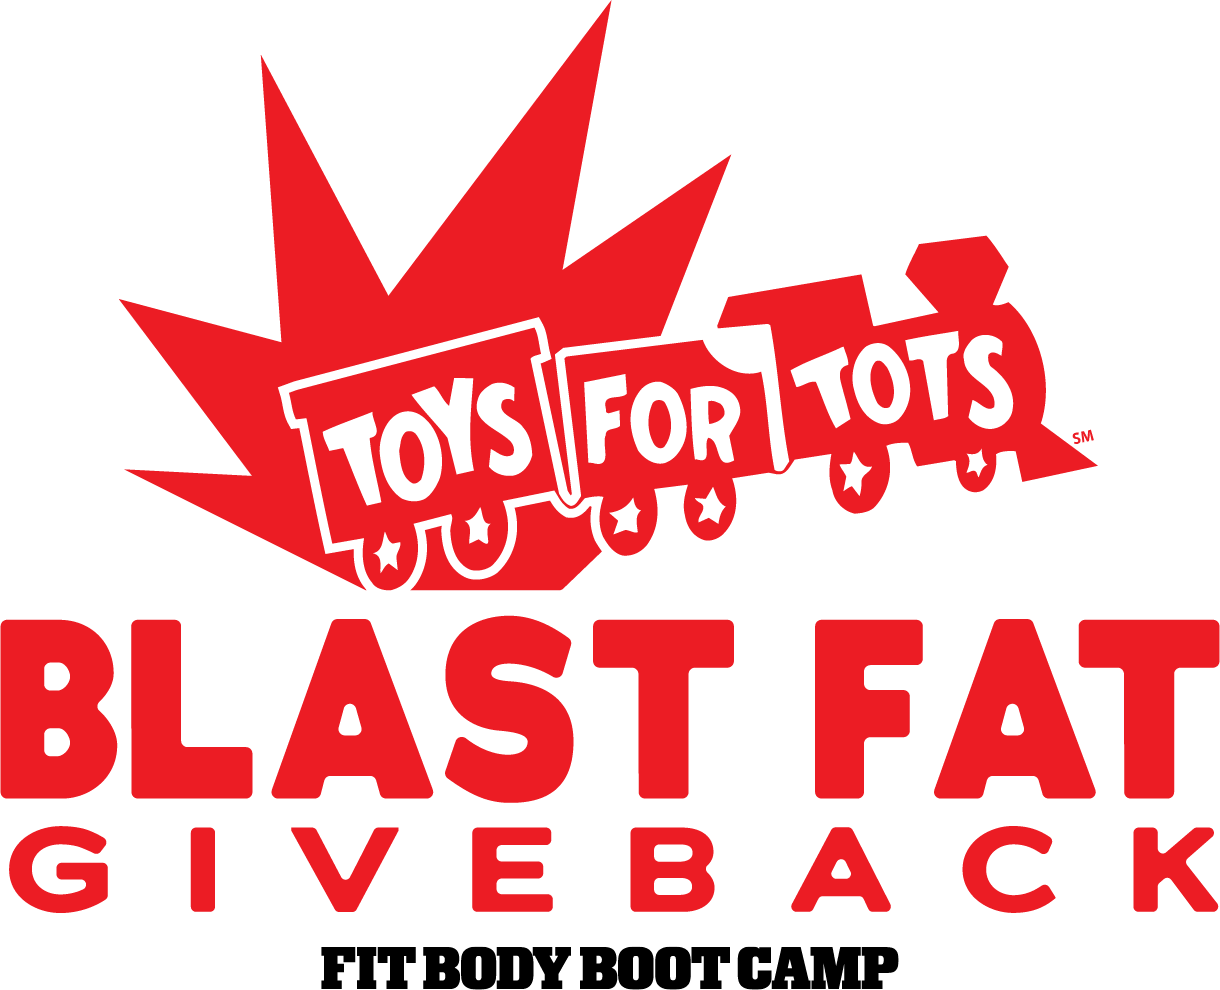 TOYS FOR TOTS SM
BLAST FAT
GIVEBACK
FIT BODY BOOT CAMP